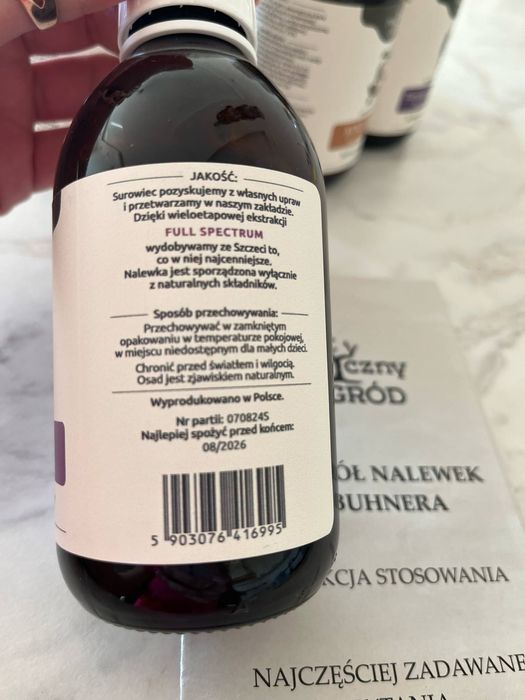 JAKOŚĆ:
Surowiec pozyskujemy z własnych upraw
i przetwarzamy w naszym zakładzie.
Dzięki wieloetapowej ekstrakcji
FULL SPECTRUM
wydobywamy ze Szczeci to,
co w niej najcenniejsze.
Nalewka jest sporządzona wyłącznie
z naturalnych składników.
Sposób przechowywania:
Przechowywać w zamkniętym
opakowaniu w temperaturze pokojowej,
w miejscu niedostępnym dla małych dzieci.
Chronić przed światłem i wilgocią.
Osad jest zjawiskiem naturalnym.
Wyprodukowano w Polsce.
Nr partii: 070824S
Najlepiej spożyć przed końcem:
08/2026
5 903076 416995
czny
GRÓD
ÓŁ NALEWEK
BUHNERA
KCJA STOSOWANIA
NAJCZĘŚCIEJ ZADAWANE